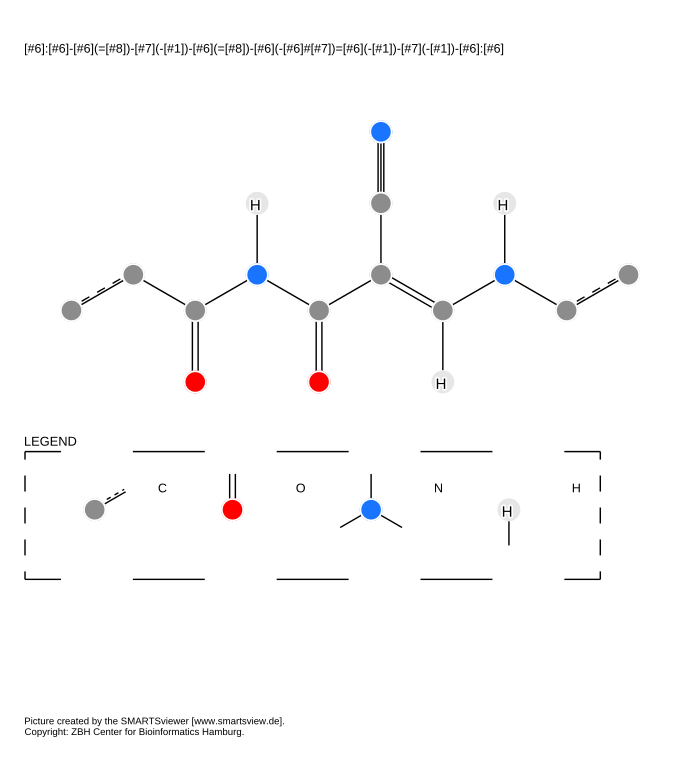 [#6]:[#6]-[#6](=[#8])-[#7](-[#1])-[#6](=[#8])-[#6](-[#6]#[#7])=[#6](-[#1])-[#7](-[#1])-[#6]:[#6]
H H
H
LEGEND
C O N H H
Picture created by the SMARTSviewer [www.smartsview.de].
Copyright: ZBH Center for Bioinformatics Hamburg.